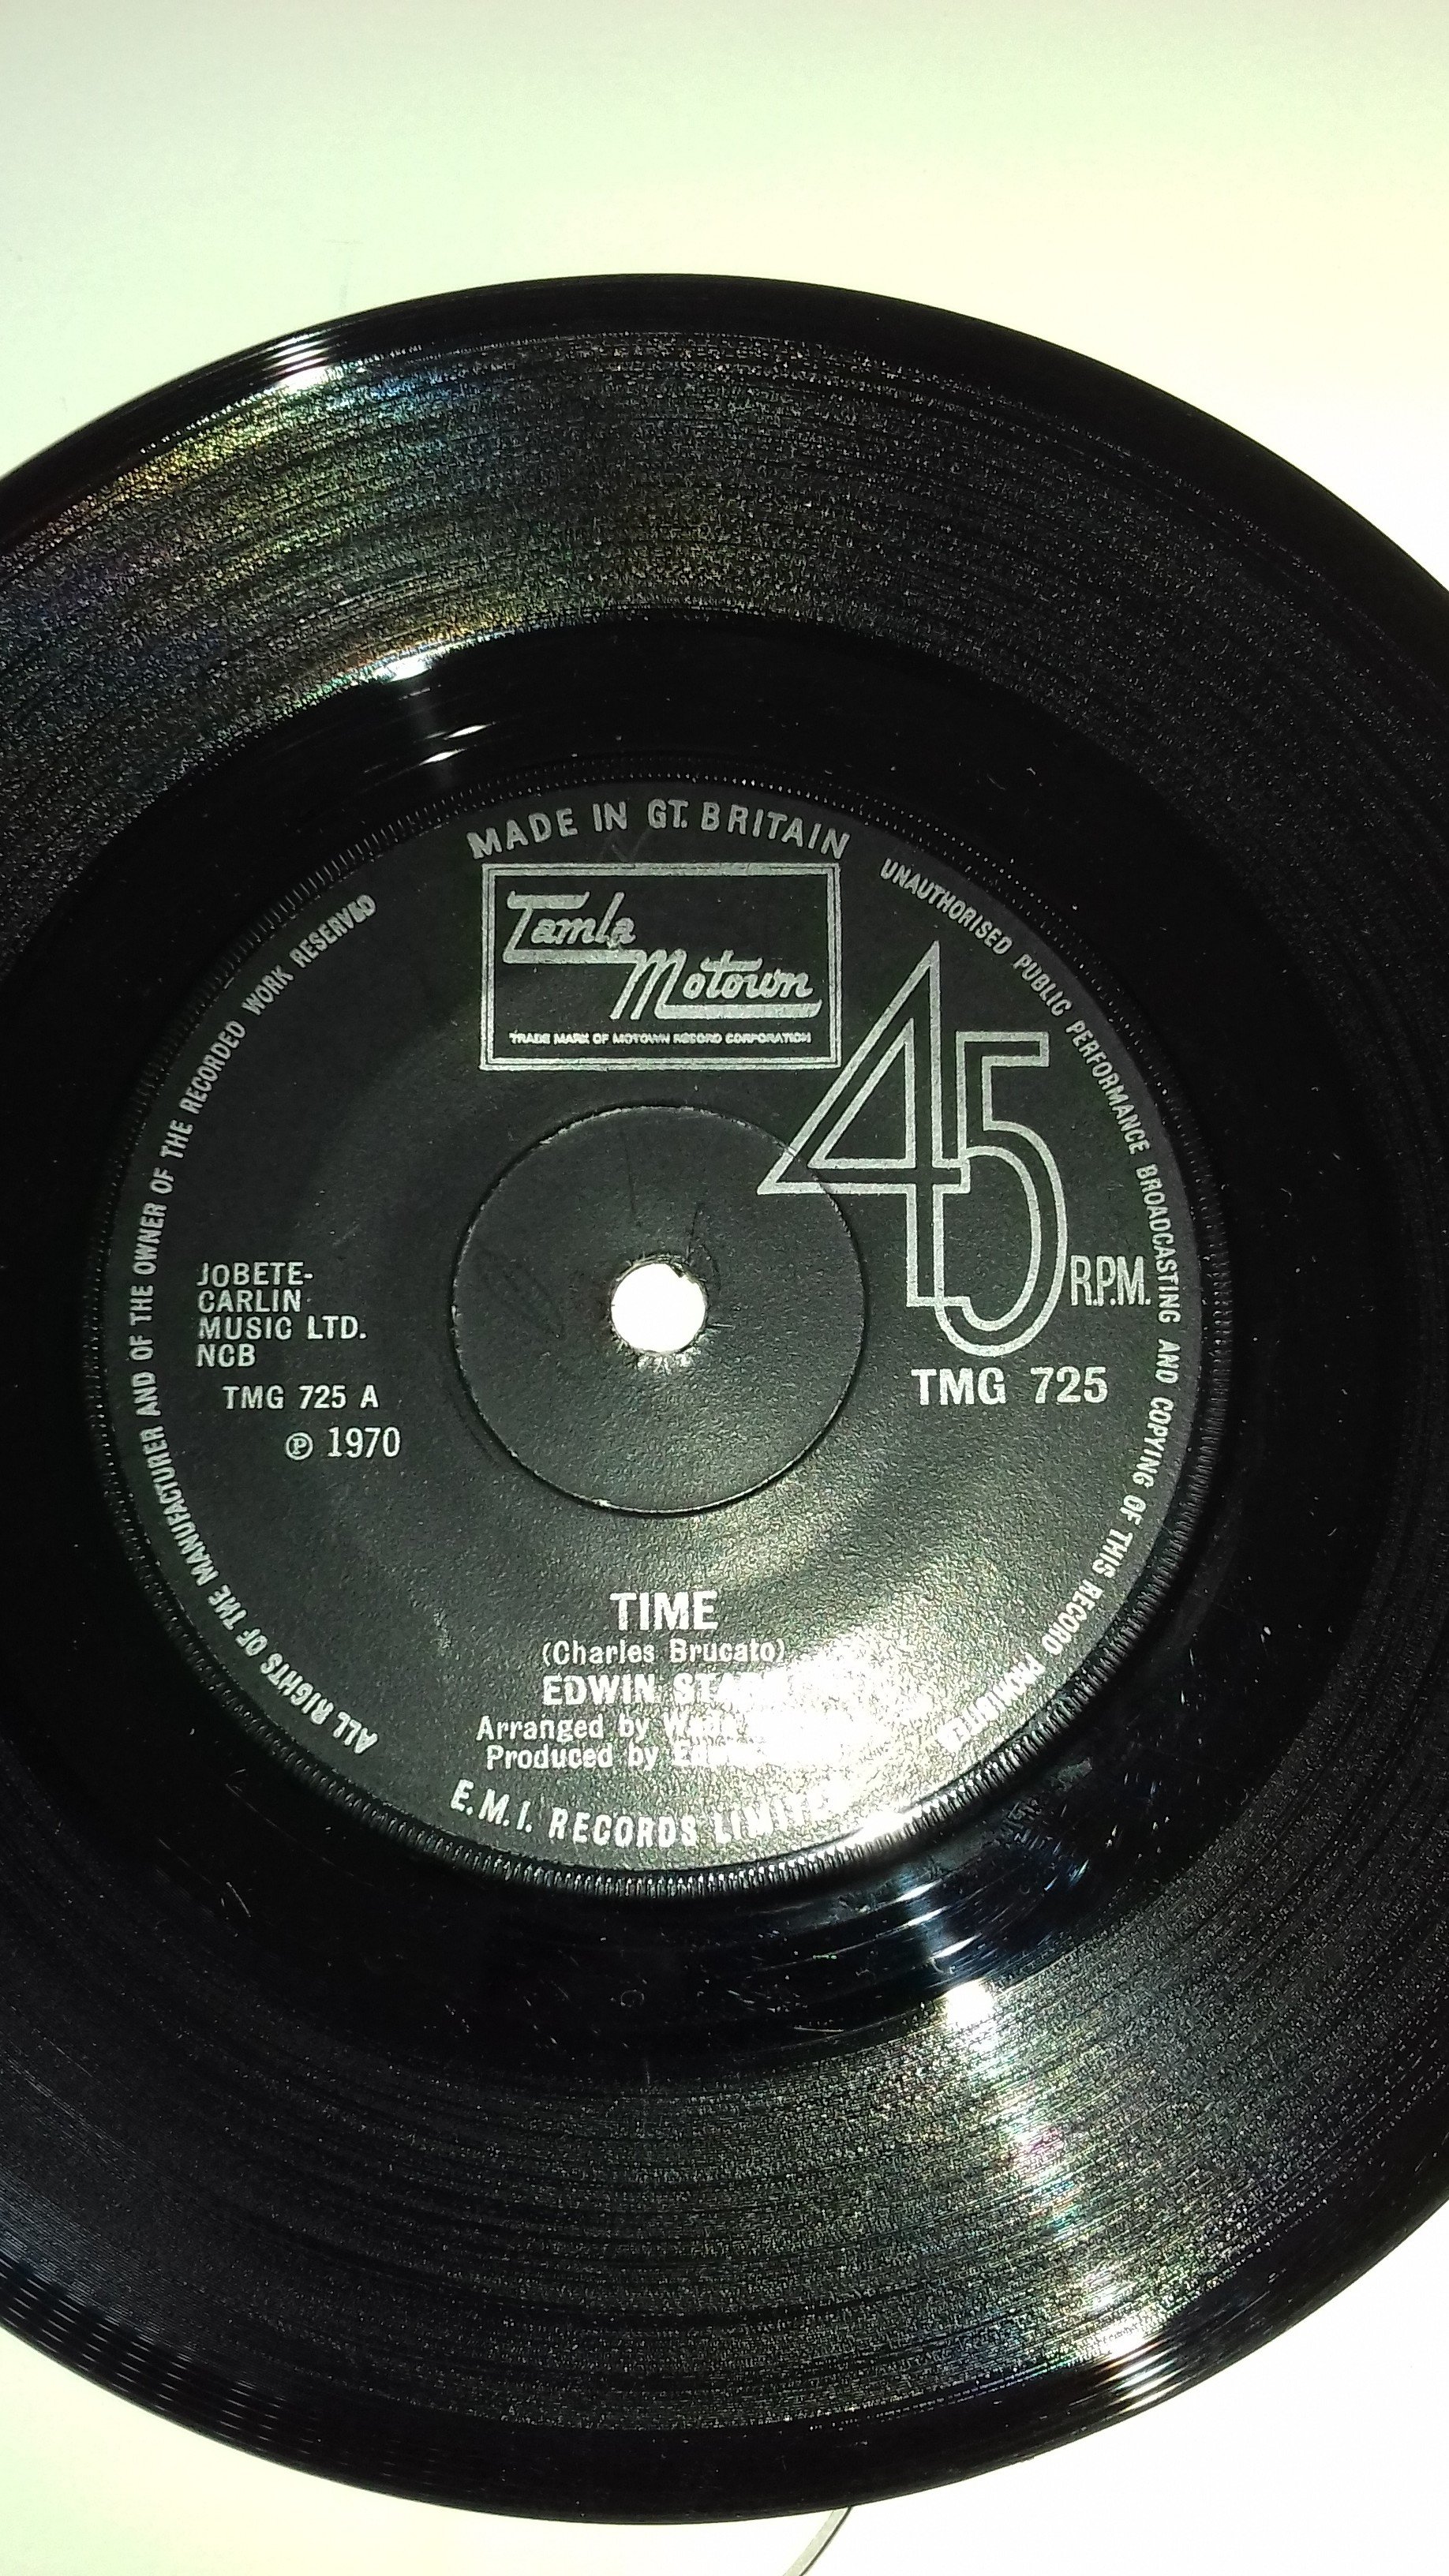 MADE IN GT. BRITAIN
Tamla
Motown
TRADE MARK OF MOTOWN RECORD CORPORATION
UNAUTHORISED PUBLIC PERFORMANCE BROADCASTING AND COPYING OF THIS RECORD PROHIBITED
ALL RIGHTS OF THE MANUFACTURER AND OF THE OWNER OF THE RECORDED WORK RESERVED
45
R.P.M.
JOBETE-
CARLIN
MUSIC LTD.
NCB
TMG 725 A
℗ 1970
TMG 725
TIME
(Charles Brucato)
EDWIN
Arranged by
Produced by
E.M.I. RECORDS LIMITED